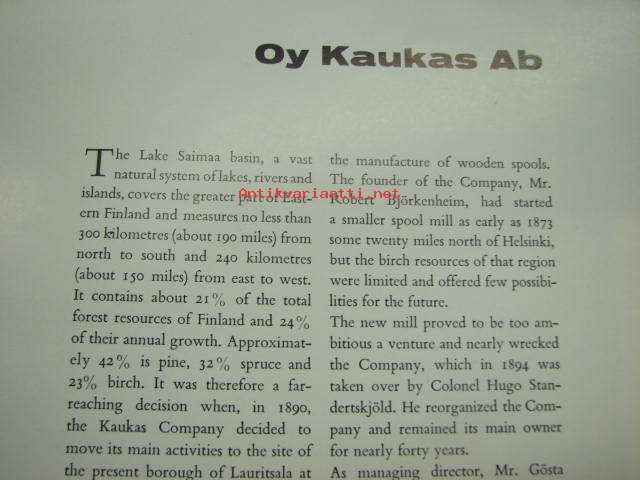 Oy Kaukas Ab
The Lake Saimaa basin, a vast
natural system of lakes, rivers and
islands, covers the greater part of East-
ern Finland and measures no less than
300 kilometres (about 190 miles) from
north to south and 240 kilometres
(about 150 miles) from east to west.
It contains about 21% of the total
forest resources of Finland and 24%
of their annual growth. Approximat-
ely 42% is pine, 32% spruce and
23% birch. It was therefore a far-
reaching decision when, in 1890,
the Kaukas Company decided to
move its main activities to the site of
the present borough of Lauritsala at
the manufacture of wooden spools.
The founder of the Company, Mr.
Robert Björkenheim, had started
a smaller spool mill as early as 1873
some twenty miles north of Helsinki,
but the birch resources of that region
were limited and offered few possibi-
lities for the future.
The new mill proved to be too am-
bitious a venture and nearly wrecked
the Company, which in 1894 was
taken over by Colonel Hugo Stan-
dertskjöld. He reorganized the Com-
pany and remained its main owner
for nearly forty years.
As managing director, Mr. Gösta
Antikvariaatti.net